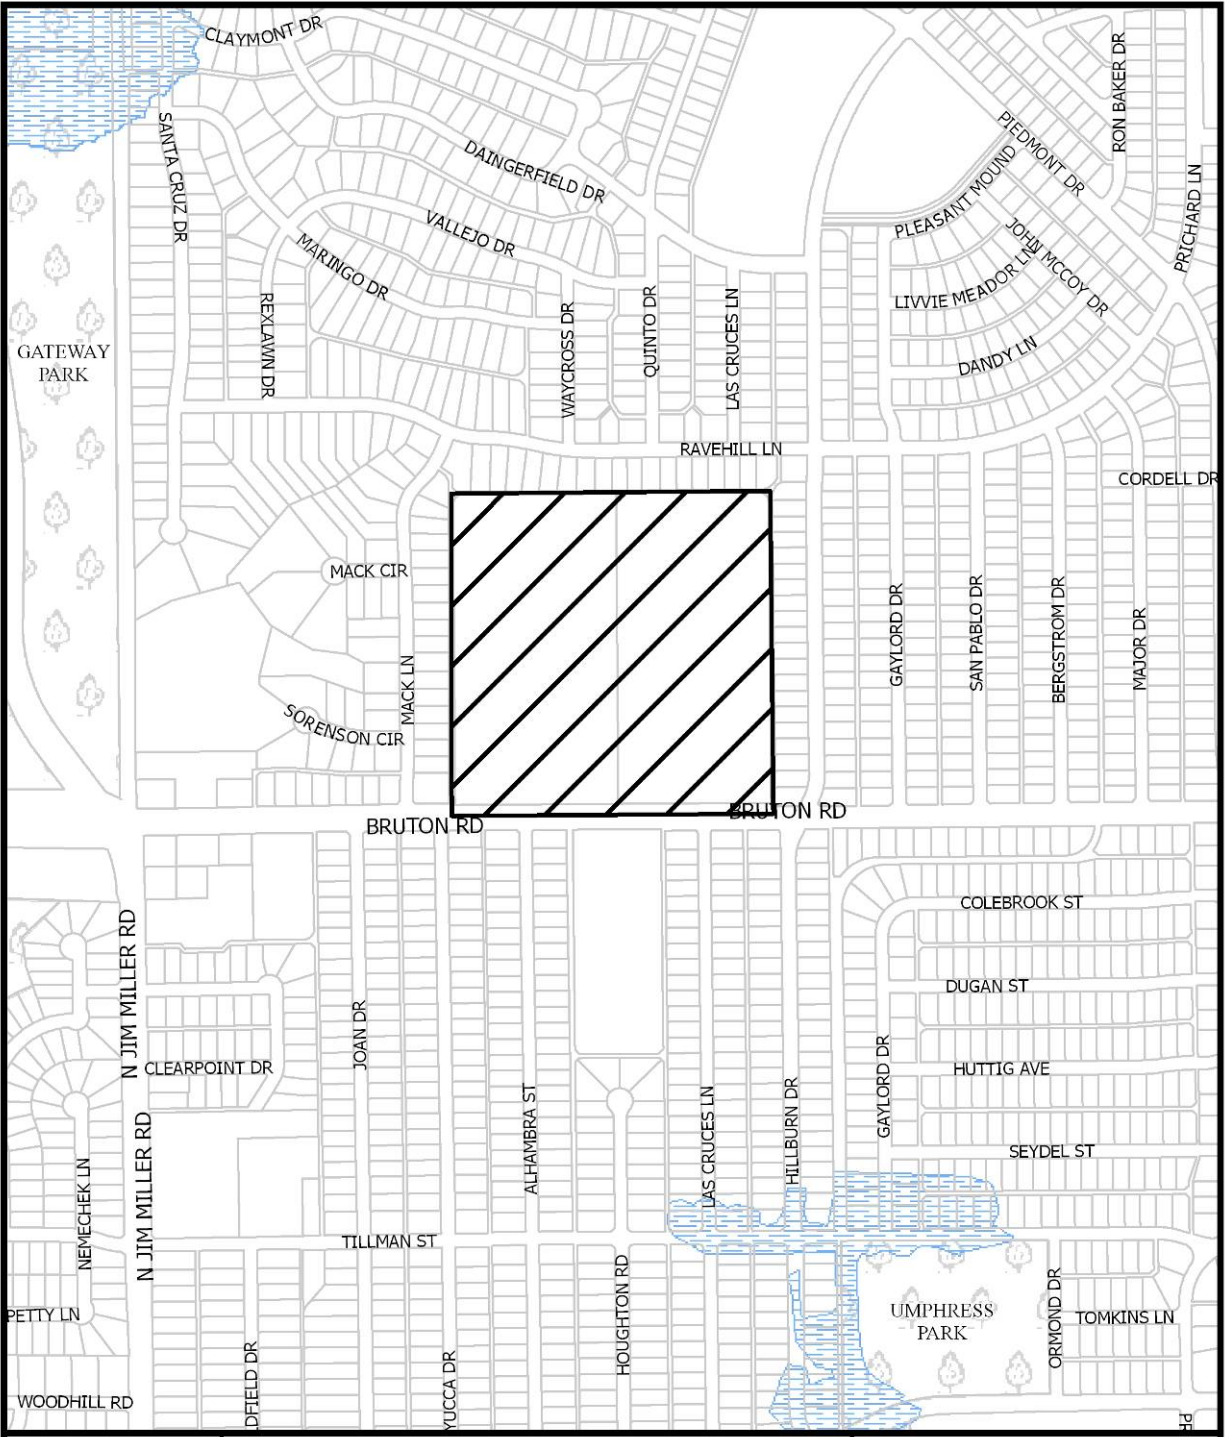 CLAYMONT DR
RON BAKER DR
SANTA CRUZ DR
DAINGERFIELD DR
PIEDMONT DR
PLEASANT MOUND
PRICHARD LN
VALLEJO DR
MARINGO DR
JOHN MCCOY DR
LIVVIE MEADOR LN
REXLAWN DR
WAYCROSS DR
QUINTO DR
LAS CRUCES LN
GATEWAY
PARK
DANDY LN
RAVEHILL LN
CORDELL DR
MACK CIR
GAYLORD DR
SAN PABLO DR
BERGSTROM DR
MAJOR DR
MACK LN
SORENSON CIR
BRUTON RD
BRUTON RD
COLEBROOK ST
N JIM MILLER RD
DUGAN ST
JOAN DR
CLEARPOINT DR
GAYLORD DR
HUTTIG AVE
ALHAMBRA ST
LAS CRUCES LN
HILLBURN DR
N JIM MILLER RD
NEMECHEK LN
SEYDEL ST
TILLMAN ST
HOUGHTON RD
UMPHRESS
PARK
ORMOND DR
TOMKINS LN
PETTY LN
DFIELD DR
YUCCA DR
WOODHILL RD